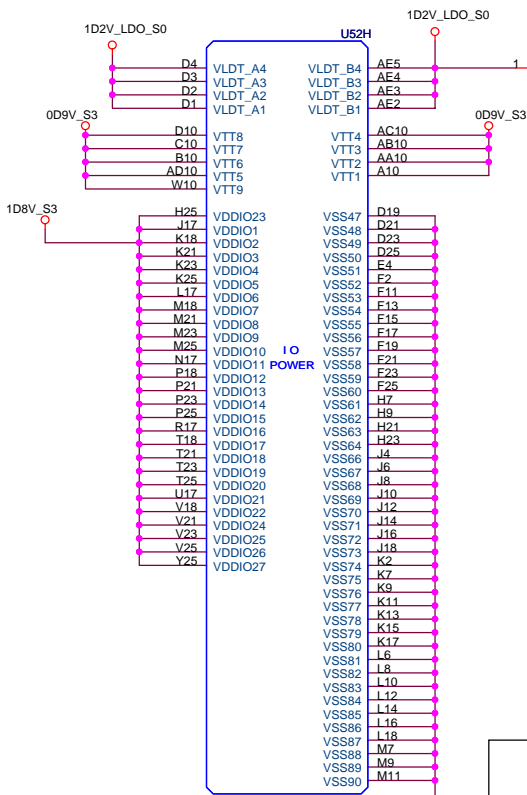 U52H
1D2V_LDO_S0
1D2V_LDO_S0
D4 VLDT_A4 VLDT_B4 AE5 1
D3 VLDT_A3 VLDT_B3 AE4
D2 VLDT_A2 VLDT_B2 AE3
D1 VLDT_A1 VLDT_B1 AE2
0D9V_S3 0D9V_S3
D10 VTT8 VTT4 AC10
C10 VTT7 VTT3 AB10
B10 VTT6 VTT2 AA10
AD10 VTT5 VTT1 A10
W10 VTT9
1D8V_S3
H25 VDDIO23 VSS47 D19
J17 VDDIO1 VSS48 D21
K18 VDDIO2 VSS49 D23
K21 VDDIO3 VSS50 D25
K23 VDDIO4 VSS51 E4
K25 VDDIO5 VSS52 F2
L17 VDDIO6 VSS53 F11
M18 VDDIO7 VSS54 F13
M21 VDDIO8 VSS55 F15
M23 VDDIO9 VSS56 F17
M25 VDDIO10 I O VSS57 F19
N17 VDDIO11 POWER VSS58 F21
P18 VDDIO12 VSS59 F23
P21 VDDIO13 VSS60 F25
P23 VDDIO14 VSS61 H7
P25 VDDIO15 VSS62 H9
R17 VDDIO16 VSS63 H21
T18 VDDIO17 VSS64 H23
T21 VDDIO18 VSS66 J4
T23 VDDIO19 VSS67 J6
T25 VDDIO20 VSS68 J8
U17 VDDIO21 VSS69 J10
V18 VDDIO22 VSS70 J12
V21 VDDIO24 VSS71 J14
V23 VDDIO25 VSS72 J16
V25 VDDIO26 VSS73 J18
Y25 VDDIO27 VSS74 K2
VSS75 K7
VSS76 K9
VSS77 K11
VSS78 K13
VSS79 K15
VSS80 K17
VSS81 L6
VSS82 L8
VSS83 L10
VSS84 L12
VSS85 L14
VSS86 L16
VSS87 L18
VSS88 M7
VSS89 M9
VSS90 M11